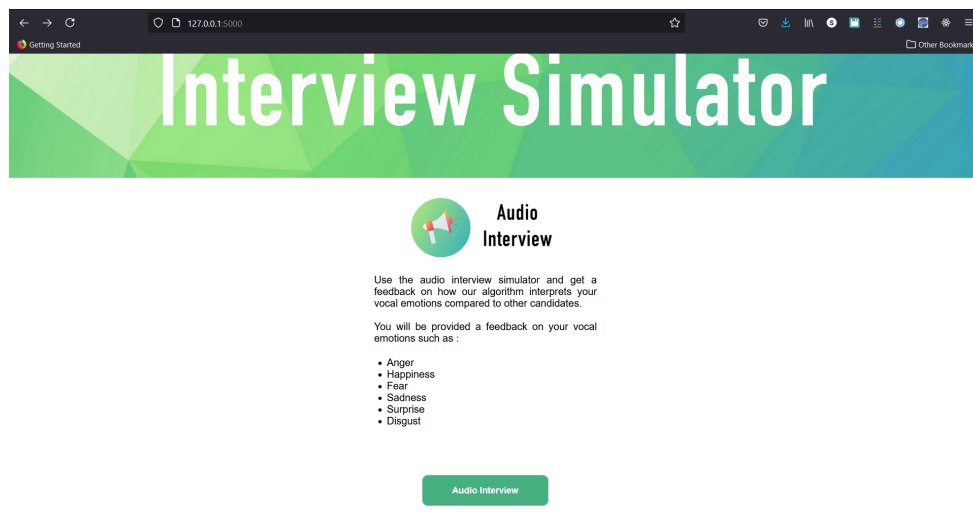 127.0.0.1:5000
Getting Started
Other Bookmark
Interview Simulator
Audio
Interview
Use the audio interview simulator and get a
feedback on how our algorithm interprets your
vocal emotions compared to other candidates.
You will be provided a feedback on your vocal
emotions such as :
• Anger
• Happiness
• Fear
• Sadness
• Surprise
• Disgust
Audio Interview